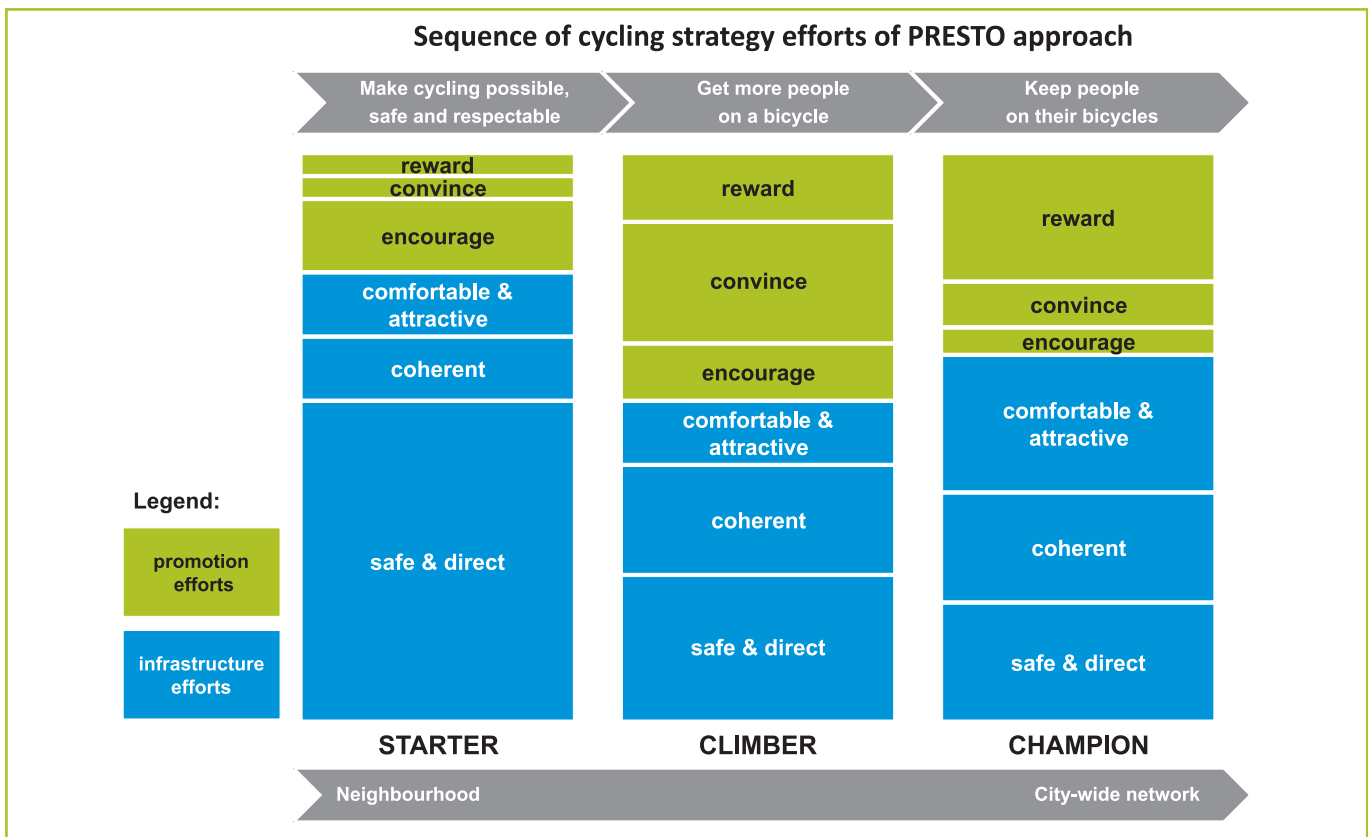 Sequence of cycling strategy efforts of PRESTO approach
Make cycling possible,
safe and respectable
Get more people
on a bicycle
Keep people
on their bicycles
reward
convince
encourage
comfortable &
attractive
coherent
safe & direct
STARTER
reward
convince
encourage
comfortable &
attractive
coherent
safe & direct
CLIMBER
reward
convince
encourage
comfortable &
attractive
coherent
safe & direct
CHAMPION
Legend:
promotion
efforts
infrastructure
efforts
Neighbourhood
City-wide network